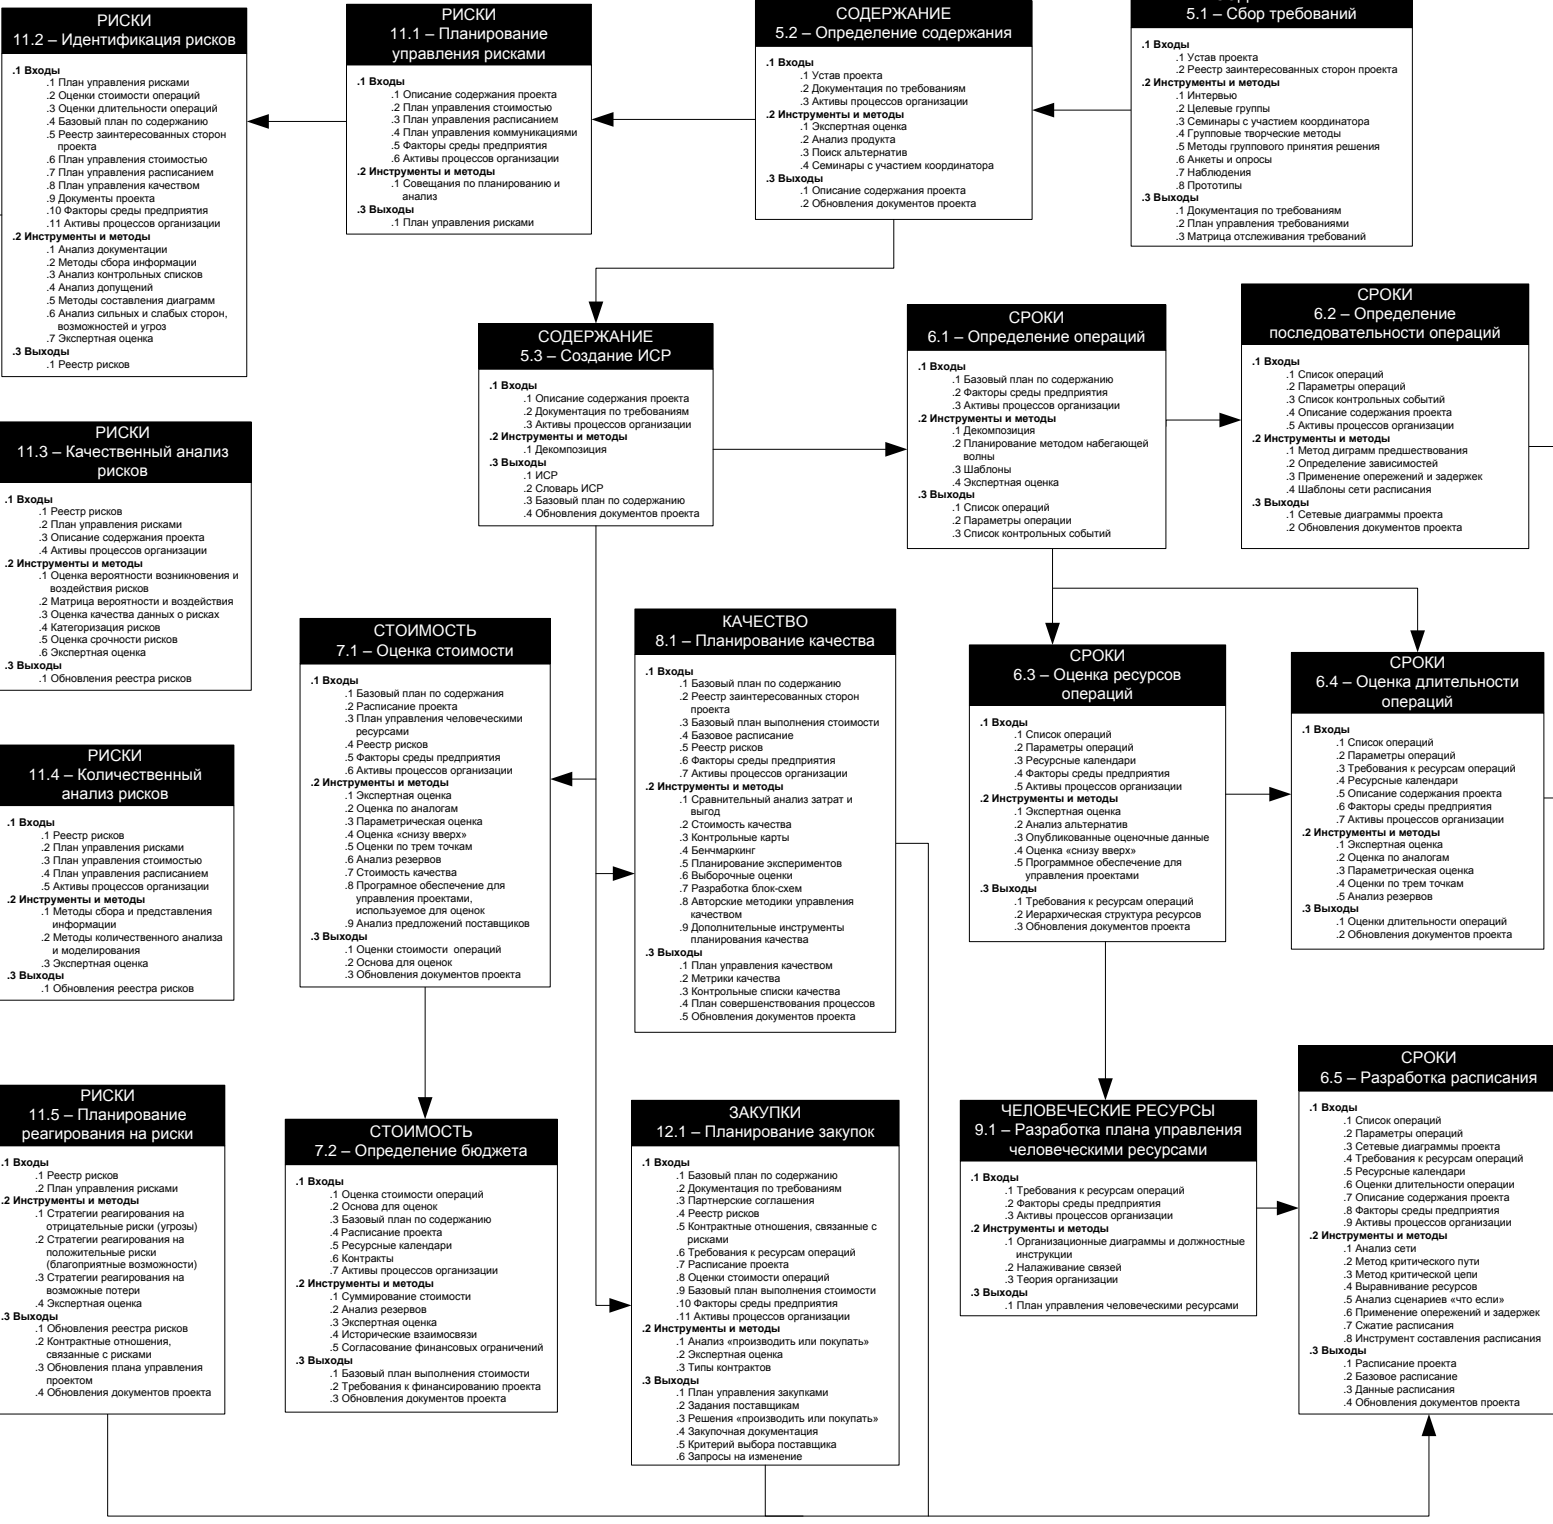 РИСКИ
11.2 – Идентификация рисков
.1 Входы
.1 План управления рисками
.2 Оценки стоимости операций
.3 Оценки длительности операций
.4 Базовый план по содержанию
.5 Реестр заинтересованных сторон
проекта
.6 План управления стоимостью
.7 План управления расписанием
.8 План управления качеством
.9 Документы проекта
.10 Факторы среды предприятия
.11 Активы процессов организации
.2 Инструменты и методы
.1 Анализ документации
.2 Методы сбора информации
.3 Анализ контрольных списков
.4 Анализ допущений
.5 Методы составления диаграмм
.6 Анализ сильных и слабых сторон,
возможностей и угроз
.7 Экспертная оценка
.3 Выходы
.1 Реестр рисков
РИСКИ
11.1 – Планирование
управления рисками
.1 Входы
.1 Описание содержания проекта
.2 План управления стоимостью
.3 План управления расписанием
.4 План управления коммуникациями
.5 Факторы среды предприятия
.6 Активы процессов организации
.2 Инструменты и методы
.1 Совещания по планированию и
анализ
.3 Выходы
.1 План управления рисками
СОДЕРЖАНИЕ
5.2 – Определение содержания
.1 Входы
.1 Устав проекта
.2 Документация по требованиям
.3 Активы процессов организации
.2 Инструменты и методы
.1 Экспертная оценка
.2 Анализ продукта
.3 Поиск альтернатив
.4 Семинары с участием координатора
.3 Выходы
.1 Описание содержания проекта
.2 Обновления документов проекта
5.1 – Сбор требований
.1 Входы
.1 Устав проекта
.2 Реестр заинтересованных сторон проекта
.2 Инструменты и методы
.1 Интервью
.2 Целевые группы
.3 Семинары с участием координатора
.4 Групповые творческие методы
.5 Методы группового принятия решения
.6 Анкеты и опросы
.7 Наблюдения
.8 Прототипы
.3 Выходы
.1 Документация по требованиям
.2 План управления требованиями
.3 Матрица отслеживания требований
СОДЕРЖАНИЕ
5.3 – Создание ИСР
.1 Входы
.1 Описание содержания проекта
.2 Документация по требованиям
.3 Активы процессов организации
.2 Инструменты и методы
.1 Декомпозиция
.3 Выходы
.1 ИСР
.2 Словарь ИСР
.3 Базовый план по содержанию
.4 Обновления документов проекта
СРОКИ
6.1 – Определение операций
.1 Входы
.1 Базовый план по содержанию
.2 Факторы среды предприятия
.3 Активы процессов организации
.2 Инструменты и методы
.1 Декомпозиция
.2 Планирование методом набегающей
волны
.3 Шаблоны
.4 Экспертная оценка
.3 Выходы
.1 Список операций
.2 Параметры операции
.3 Список контрольных событий
СРОКИ
6.2 – Определение
последовательности операций
.1 Входы
.1 Список операций
.2 Параметры операций
.3 Список контрольных событий
.4 Описание содержания проекта
.5 Активы процессов организации
.2 Инструменты и методы
.1 Метод диграмм предшествования
.2 Определение зависимостей
.3 Применение опережений и задержек
.4 Шаблоны сети расписания
.3 Выходы
.1 Сетевые диаграммы проекта
.2 Обновления документов проекта
РИСКИ
11.3 – Качественный анализ
рисков
.1 Входы
.1 Реестр рисков
.2 План управления рисками
.3 Описание содержания проекта
.4 Активы процессов организации
.2 Инструменты и методы
.1 Оценка вероятности возникновения и
воздействия рисков
.2 Матрица вероятности и воздействия
.3 Оценка качества данных о рисках
.4 Категоризация рисков
.5 Оценка срочности рисков
.6 Экспертная оценка
.3 Выходы
.1 Обновления реестра рисков
СТОИМОСТЬ
7.1 – Оценка стоимости
.1 Входы
.1 Базовый план по содержания
.2 Расписание проекта
.3 План управления человеческими
ресурсами
.4 Реестр рисков
.5 Факторы среды предприятия
.6 Активы процессов организации
.2 Инструменты и методы
.1 Экспертная оценка
.2 Оценка по аналогам
.3 Параметрическая оценка
.4 Оценка «снизу вверх»
.5 Оценки по трем точкам
.6 Анализ резервов
.7 Стоимость качества
.8 Програмное обеспечение для
управления проектами,
используемое для оценок
.9 Анализ предложений поставщиков
.3 Выходы
.1 Оценки стоимости операций
.2 Основа для оценок
.3 Обновления документов проекта
КАЧЕСТВО
8.1 – Планирование качества
.1 Входы
.1 Базовый план по содержанию
.2 Реестр заинтересованных сторон
проекта
.3 Базовый план выполнения стоимости
.4 Базовое расписание
.5 Реестр рисков
.6 Факторы среды предприятия
.7 Активы процессов организации
.2 Инструменты и методы
.1 Сравнительный анализ затрат и
выгод
.2 Стоимость качества
.3 Контрольные карты
.4 Бенчмаркинг
.5 Планирование экспериментов
.6 Выборочные оценки
.7 Разработка блок-схем
.8 Авторские методики управления
качеством
.9 Дополнительные инструменты
планирования качества
.3 Выходы
.1 План управления качеством
.2 Метрики качества
.3 Контрольные списки качества
.4 План совершенствования процессов
.5 Обновления документов проекта
СРОКИ
6.3 – Оценка ресурсов
операций
.1 Входы
.1 Список операций
.2 Параметры операций
.3 Ресурсные календари
.4 Факторы среды предприятия
.5 Активы процессов организации
.2 Инструменты и методы
.1 Экспертная оценка
.2 Анализ альтернатив
.3 Опубликованные оценочные данные
.4 Оценка «снизу вверх»
.5 Программное обеспечение для
управления проектами
.3 Выходы
.1 Требования к ресурсам операций
.2 Иерархическая структура ресурсов
.3 Обновления документов проекта
СРОКИ
6.4 – Оценка длительности
операций
.1 Входы
.1 Список операций
.2 Параметры операций
.3 Требования к ресурсам операций
.4 Ресурсные календари
.5 Описание содержания проекта
.6 Факторы среды предприятия
.7 Активы процессов организации
.2 Инструменты и методы
.1 Экспертная оценка
.2 Оценка по аналогам
.3 Параметрическая оценка
.4 Оценки по трем точкам
.5 Анализ резервов
.3 Выходы
.1 Оценки длительности операций
.2 Обновления документов проекта
РИСКИ
11.4 – Количественный
анализ рисков
.1 Входы
.1 Реестр рисков
.2 План управления рисками
.3 План управления стоимостью
.4 План управления расписанием
.5 Активы процессов организации
.2 Инструменты и методы
.1 Методы сбора и представления
информации
.2 Методы количественного анализа
и моделирования
.3 Экспертная оценка
.3 Выходы
.1 Обновления реестра рисков
РИСКИ
11.5 – Планирование
реагирования на риски
.1 Входы
.1 Реестр рисков
.2 План управления рисками
.2 Инструменты и методы
.1 Стратегии реагирования на
отрицательные риски (угрозы)
.2 Стратегии реагирования на
положительные риски
(благоприятные возможности)
.3 Стратегии реагирования на
возможные потери
.4 Экспертная оценка
.3 Выходы
.1 Обновления реестра рисков
.2 Контрактные отношения,
связанные с рисками
.3 Обновления плана управления
проектом
.4 Обновления документов проекта
СТОИМОСТЬ
7.2 – Определение бюджета
.1 Входы
.1 Оценка стоимости операций
.2 Основа для оценок
.3 Базовый план по содержанию
.4 Расписание проекта
.5 Ресурсные календари
.6 Контракты
.7 Активы процессов организации
.2 Инструменты и методы
.1 Суммирование стоимости
.2 Анализ резервов
.3 Экспертная оценка
.4 Исторические взаимосвязи
.5 Согласование финансовых ограничений
.3 Выходы
.1 Базовый план выполнения стоимости
.2 Требования к финансированию проекта
.3 Обновления документов проекта
ЗАКУПКИ
12.1 – Планирование закупок
.1 Входы
.1 Базовый план по содержанию
.2 Документация по требованиям
.3 Партнерские соглашения
.4 Реестр рисков
.5 Контрактные отношения, связанные с
рисками
.6 Требования к ресурсам операций
.7 Расписание проекта
.8 Оценки стоимости операций
.9 Базовый план выполнения стоимости
.10 Факторы среды предприятия
.11 Активы процессов организации
.2 Инструменты и методы
.1 Анализ «производить или покупать»
.2 Экспертная оценка
.3 Типы контрактов
.3 Выходы
.1 План управления закупками
.2 Задания поставщикам
.3 Решения «производить или покупать»
.4 Закупочная документация
.5 Критерий выбора поставщика
.6 Запросы на изменение
ЧЕЛОВЕЧЕСКИЕ РЕСУРСЫ
9.1 – Разработка плана управления
человеческими ресурсами
.1 Входы
.1 Требования к ресурсам операций
.2 Факторы среды предприятия
.3 Активы процессов организации
.2 Инструменты и методы
.1 Организационные диаграммы и должностные
инструкции
.2 Налаживание связей
.3 Теория организации
.3 Выходы
.1 План управления человеческими ресурсами
СРОКИ
6.5 – Разработка расписания
.1 Входы
.1 Список операций
.2 Параметры операций
.3 Сетевые диаграммы проекта
.4 Требования к ресурсам операций
.5 Ресурсные календари
.6 Оценки длительности операции
.7 Описание содержания проекта
.8 Факторы среды предприятия
.9 Активы процессов организации
.2 Инструменты и методы
.1 Анализ сети
.2 Метод критического пути
.3 Метод критической цепи
.4 Выравнивание ресурсов
.5 Анализ сценариев «что если»
.6 Применение опережений и задержек
.7 Сжатие расписания
.8 Инструмент составления расписания
.3 Выходы
.1 Расписание проекта
.2 Базовое расписание
.3 Данные расписания
.4 Обновления документов проекта